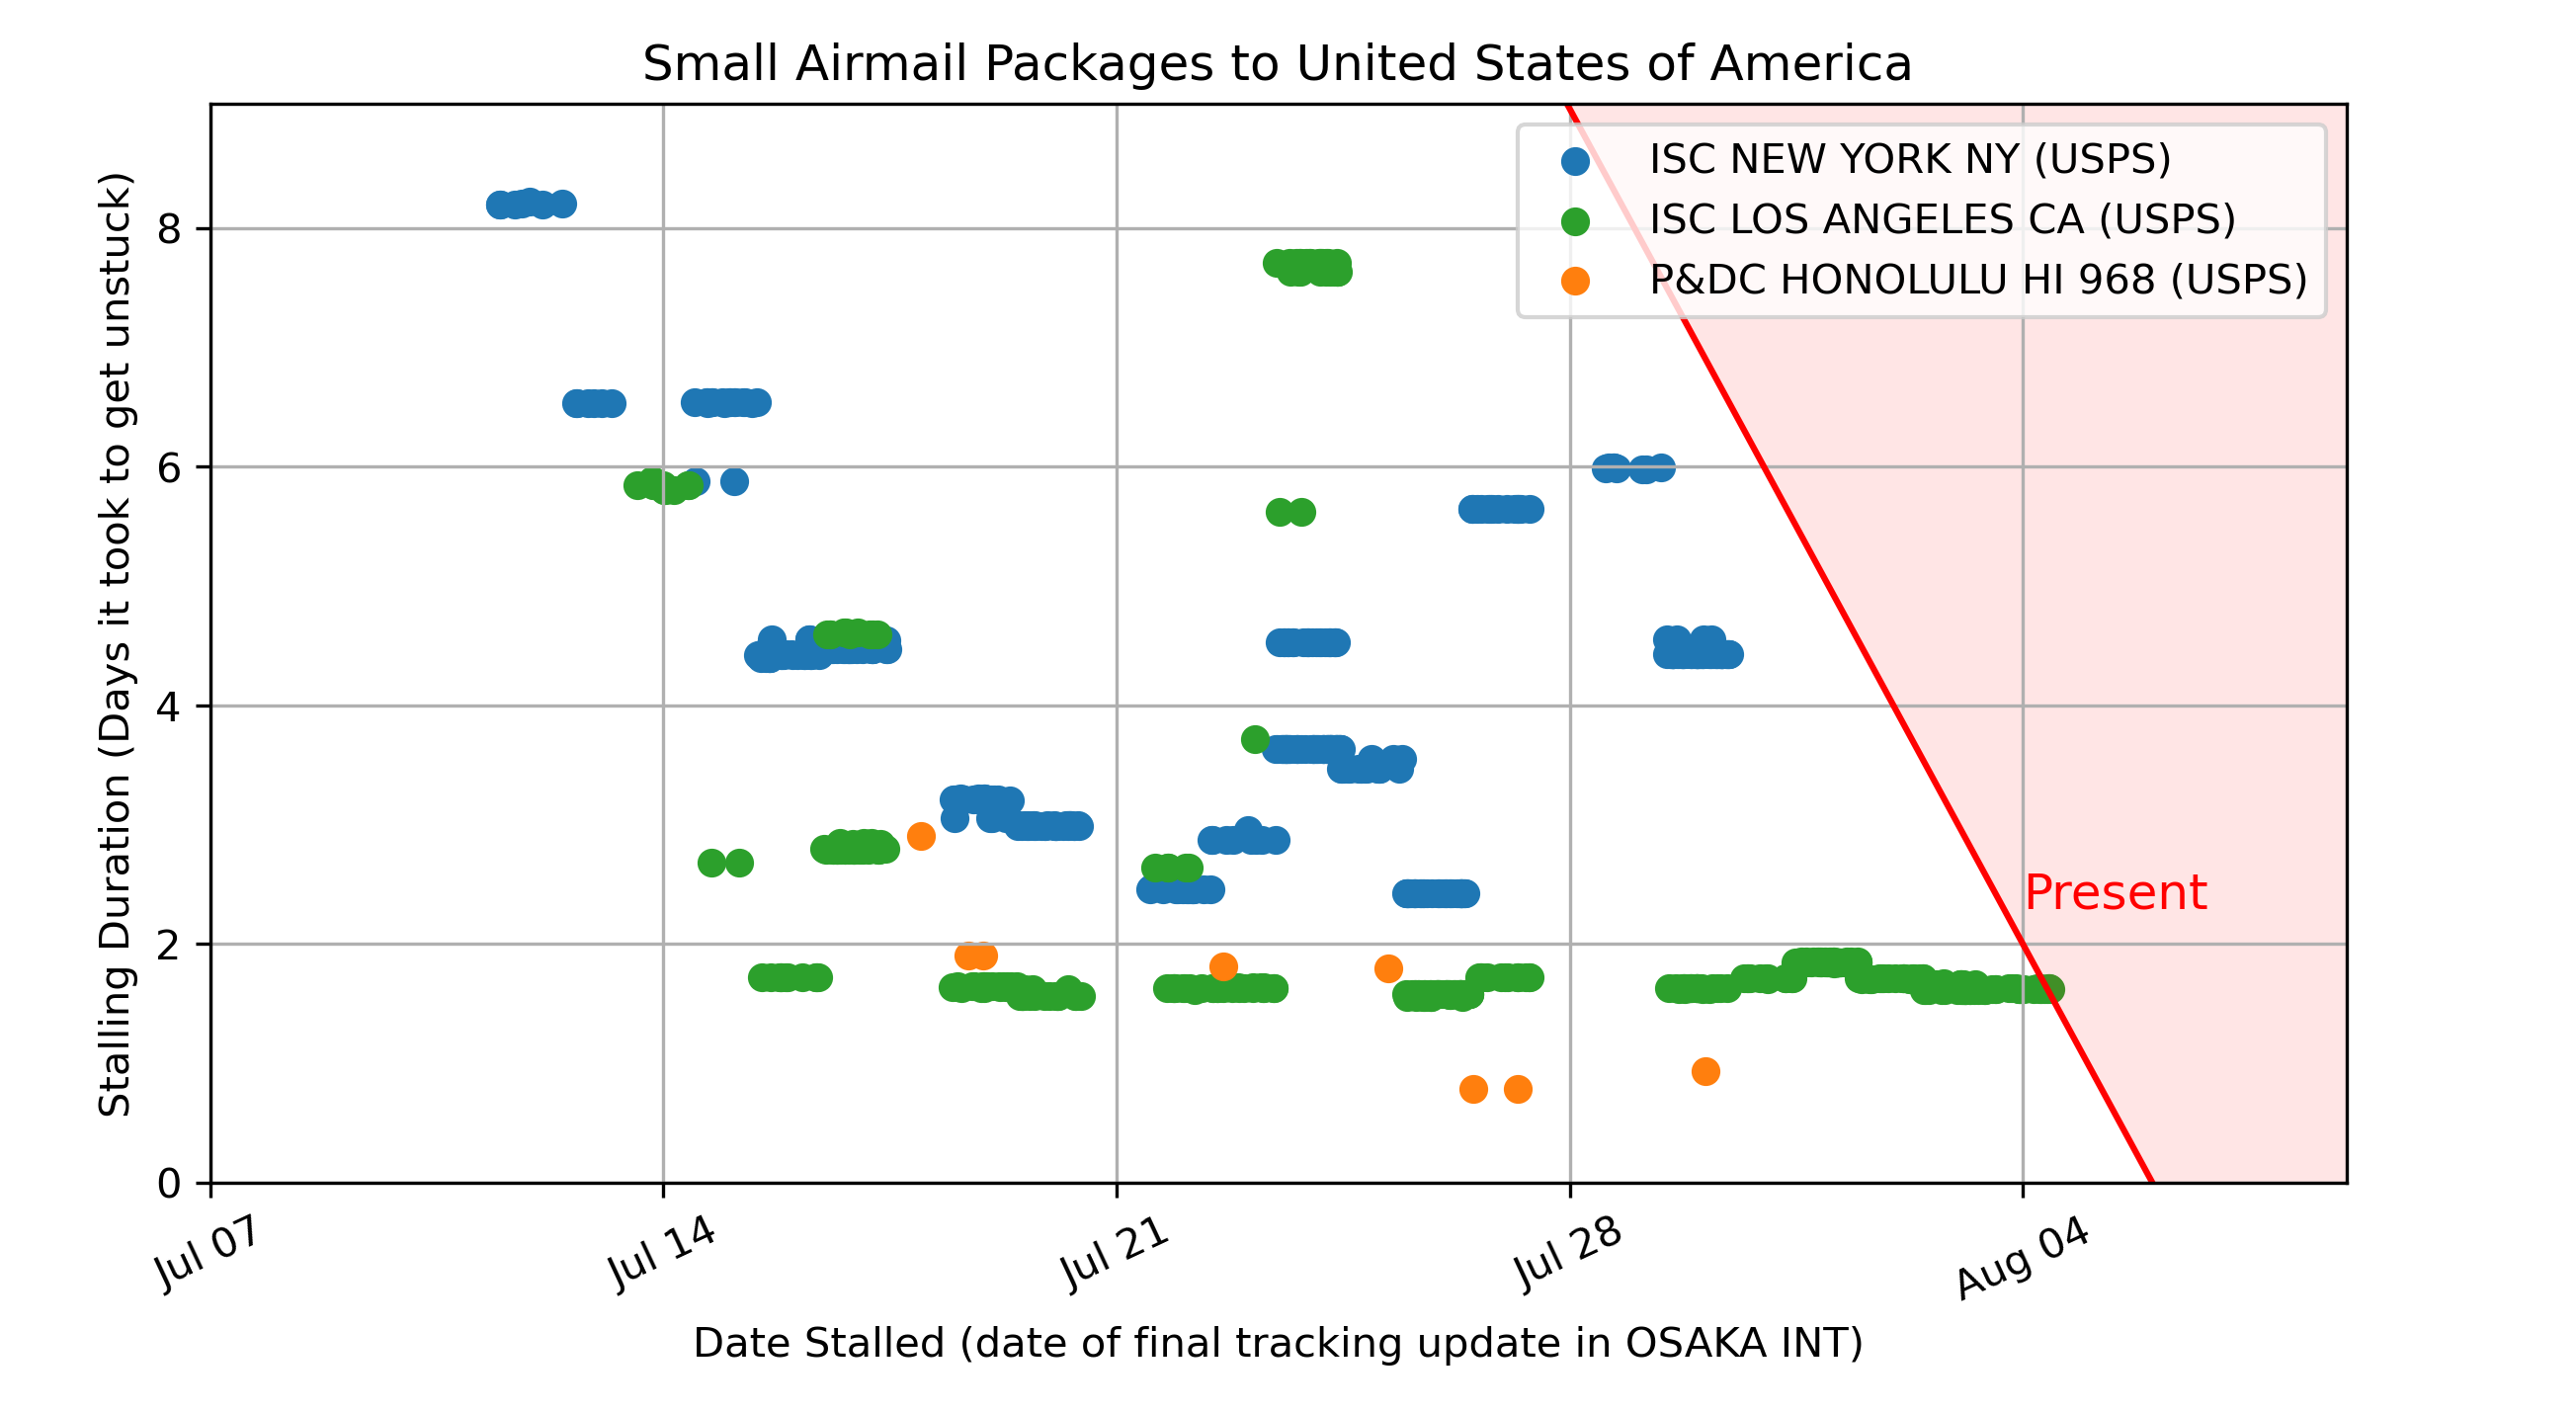 Small Airmail Packages to United States of America
ISC NEW YORK NY (USPS)
ISC LOS ANGELES CA (USPS)
P&DC HONOLULU HI 968 (USPS)
Stalling Duration (Days it took to get unstuck)
8
6
4
2
0
Present
Jul 07
Jul 14
Jul 21
Jul 28
Aug 04
Date Stalled (date of final tracking update in OSAKA INT)